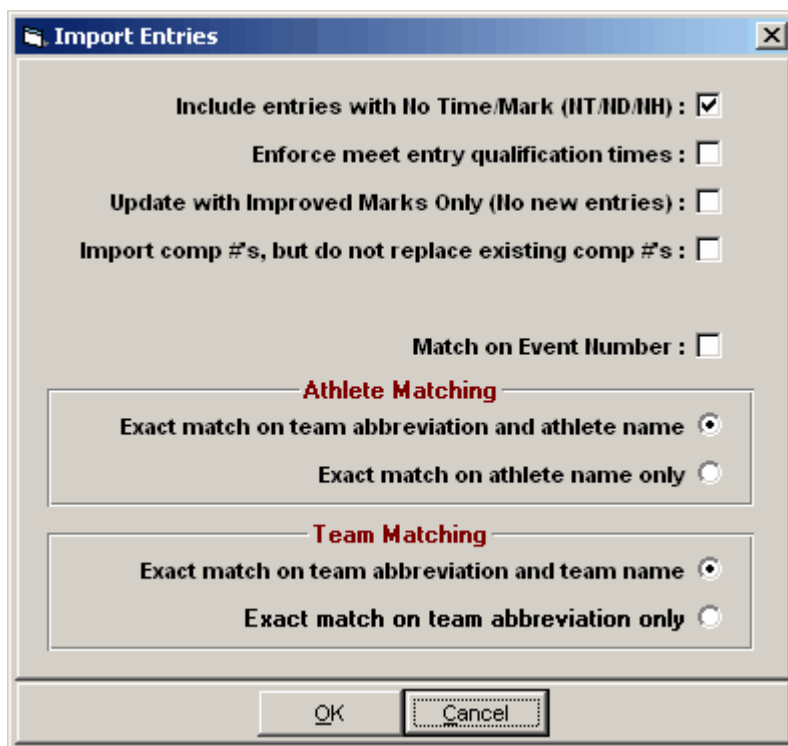 Import Entries
Include entries with No Time/Mark (NT/ND/NH) :
Enforce meet entry qualification times :
Update with Improved Marks Only (No new entries) :
Import comp #'s, but do not replace existing comp #'s :
Match on Event Number :
Athlete Matching
Exact match on team abbreviation and athlete name
Exact match on athlete name only
Team Matching
Exact match on team abbreviation and team name
Exact match on team abbreviation only
OK Cancel